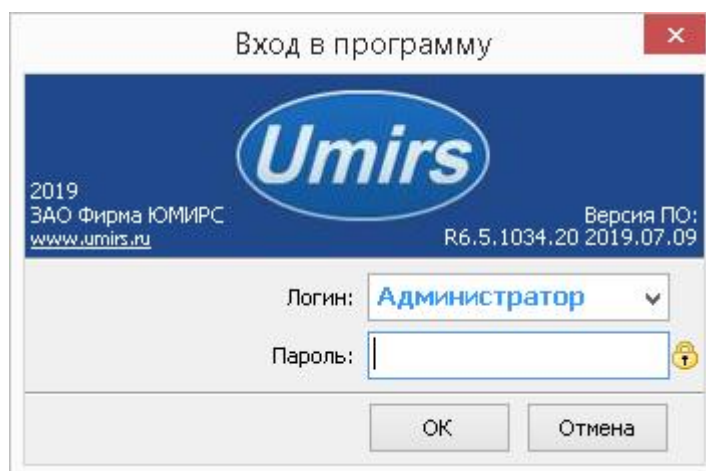 Вход в программу
Umirs
2019
ЗАО Фирма ЮМИРС
www.umirs.ru
Версия ПО:
R6.5.1034.20 2019.07.09
Логин: Администратор
Пароль:
ОК Отмена